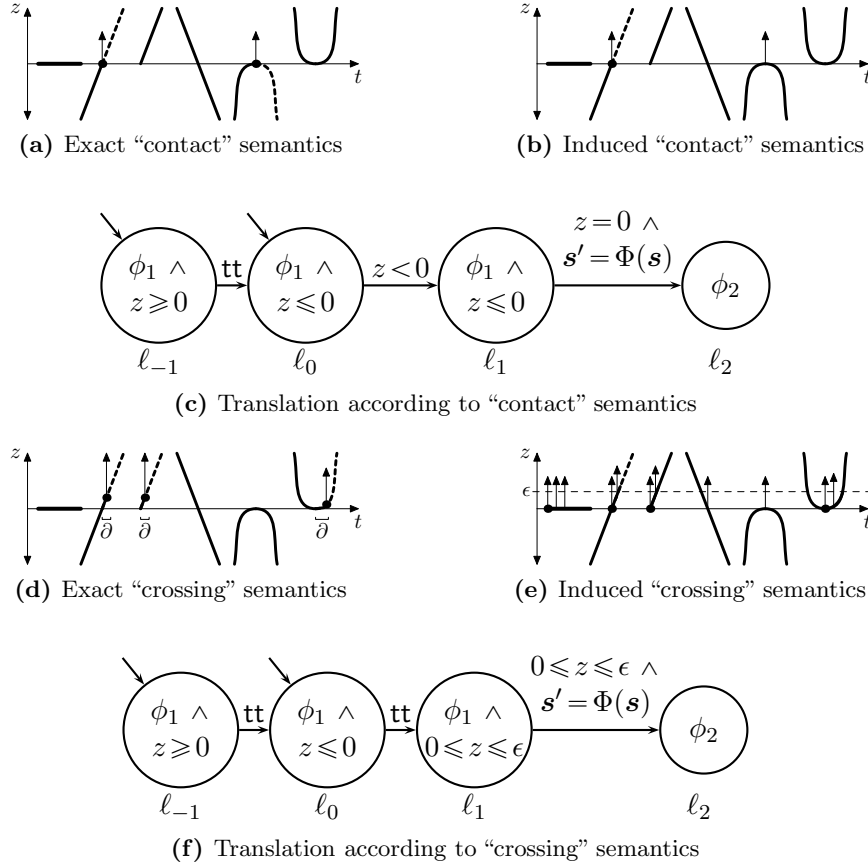 z
t
(a) Exact “contact” semantics
z
t
(b) Induced “contact” semantics
ϕ₁ ∧
z ⩾ 0
ℓ₋₁
tt
ϕ₁ ∧
z ⩽ 0
ℓ₀
z < 0
ϕ₁ ∧
z ⩽ 0
ℓ₁
z = 0 ∧
s′ = Φ(s)
ϕ₂
ℓ₂
(c) Translation according to “contact” semantics
z
∂ ∂ ∂
t
(d) Exact “crossing” semantics
z
ϵ
t
(e) Induced “crossing” semantics
ϕ₁ ∧
z ⩾ 0
ℓ₋₁
tt
ϕ₁ ∧
z ⩽ 0
ℓ₀
tt
ϕ₁ ∧
0 ⩽ z ⩽ ϵ
ℓ₁
0 ⩽ z ⩽ ϵ ∧
s′ = Φ(s)
ϕ₂
ℓ₂
(f) Translation according to “crossing” semantics